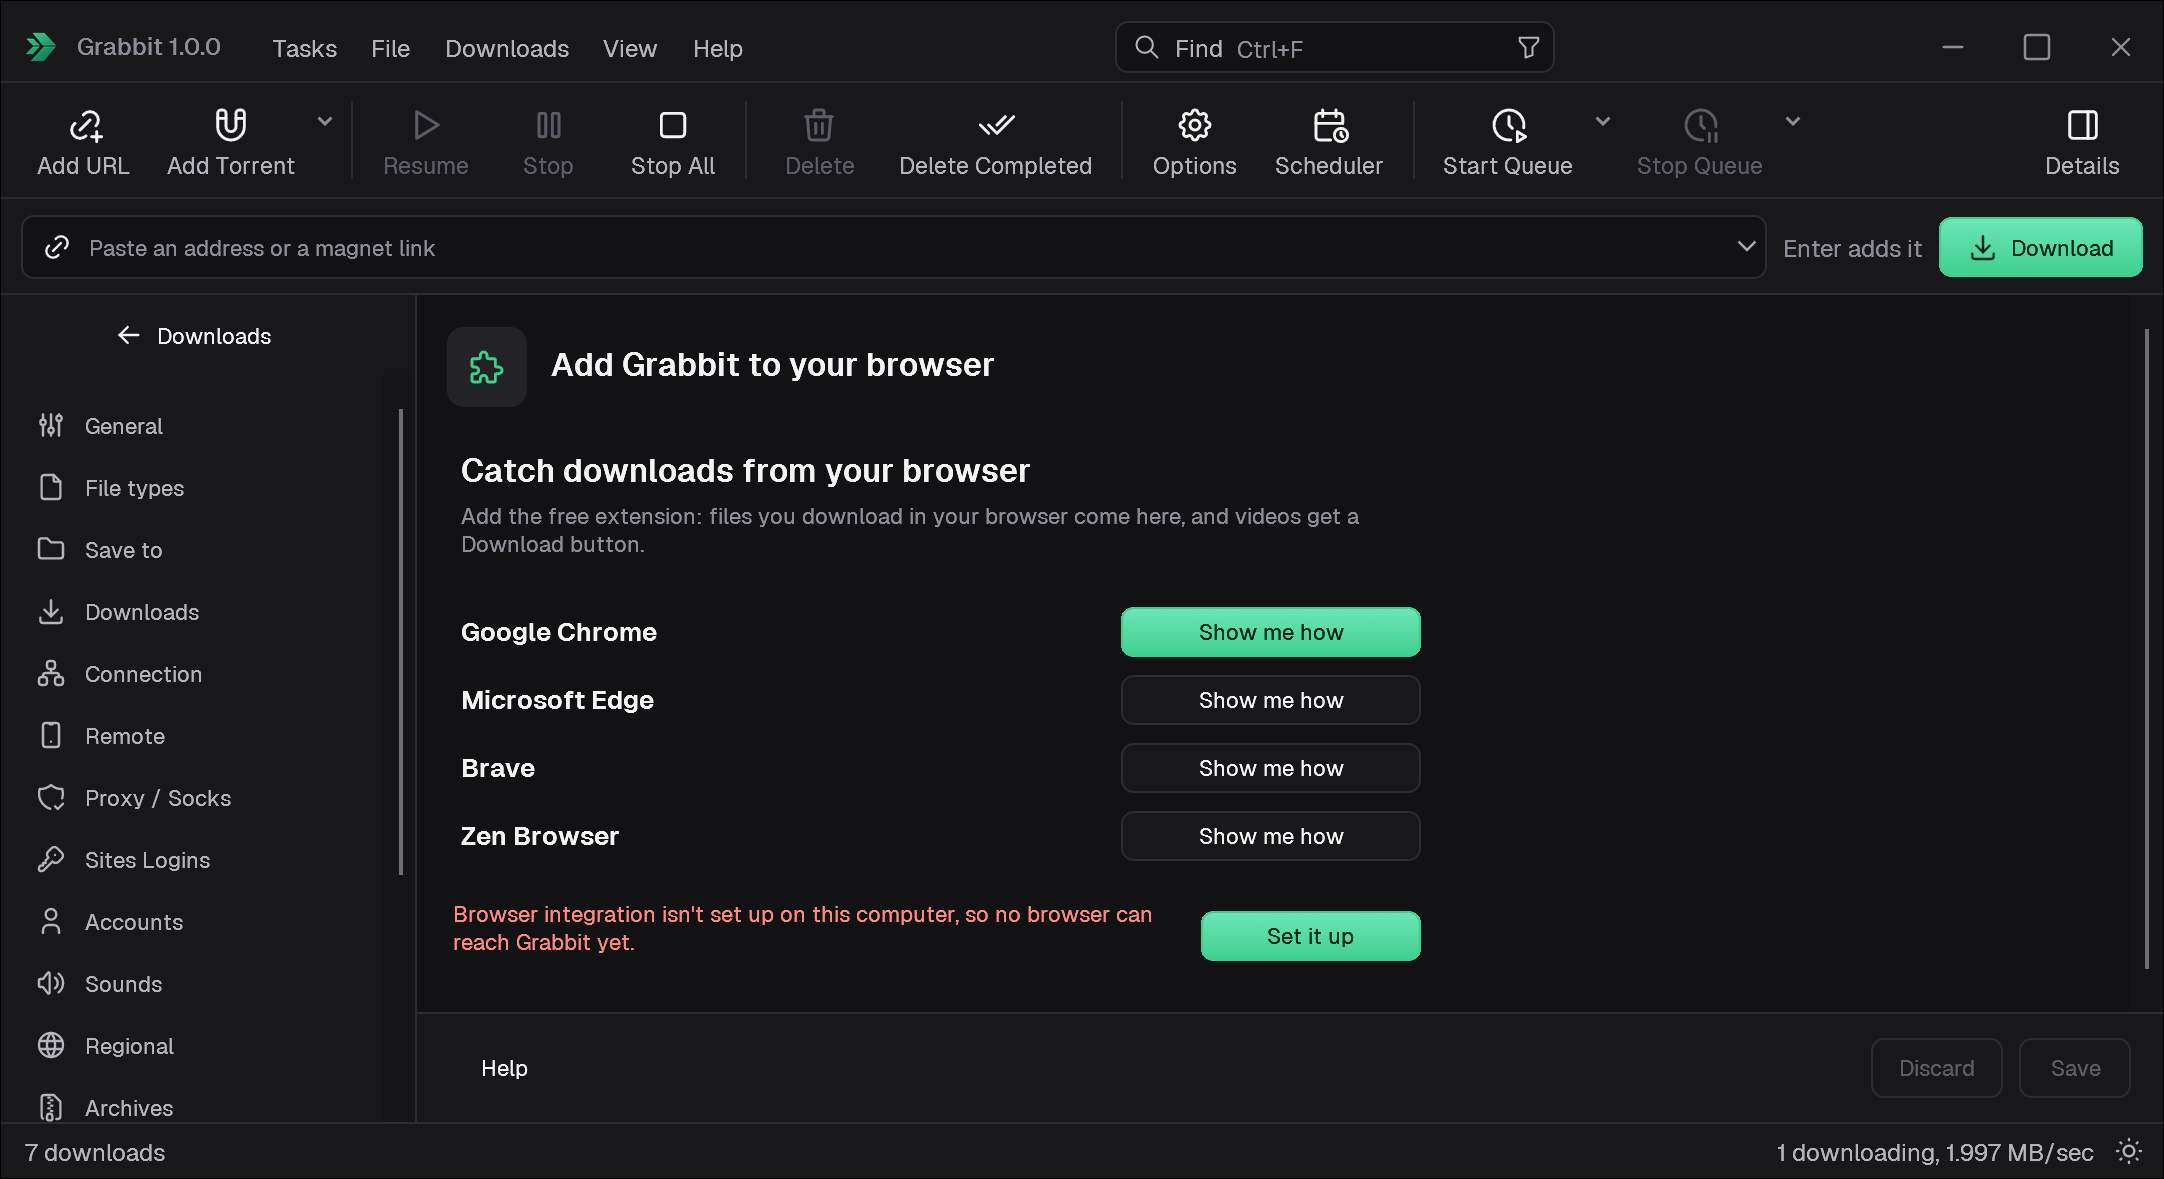 Grabbit 1.0.0
Tasks File Downloads View Help
Find Ctrl+F
Add URL
Add Torrent
Resume
Stop
Stop All
Delete
Delete Completed
Options
Scheduler
Start Queue
Stop Queue
Details
Paste an address or a magnet link
Enter adds it
Download
Downloads
General
File types
Save to
Downloads
Connection
Remote
Proxy / Socks
Sites Logins
Accounts
Sounds
Regional
Archives
Add Grabbit to your browser
Catch downloads from your browser
Add the free extension: files you download in your browser come here, and videos get a
Download button.
Google Chrome
Show me how
Microsoft Edge
Show me how
Brave
Show me how
Zen Browser
Show me how
Browser integration isn't set up on this computer, so no browser can
reach Grabbit yet.
Set it up
Help
Discard
Save
7 downloads
1 downloading, 1.997 MB/sec